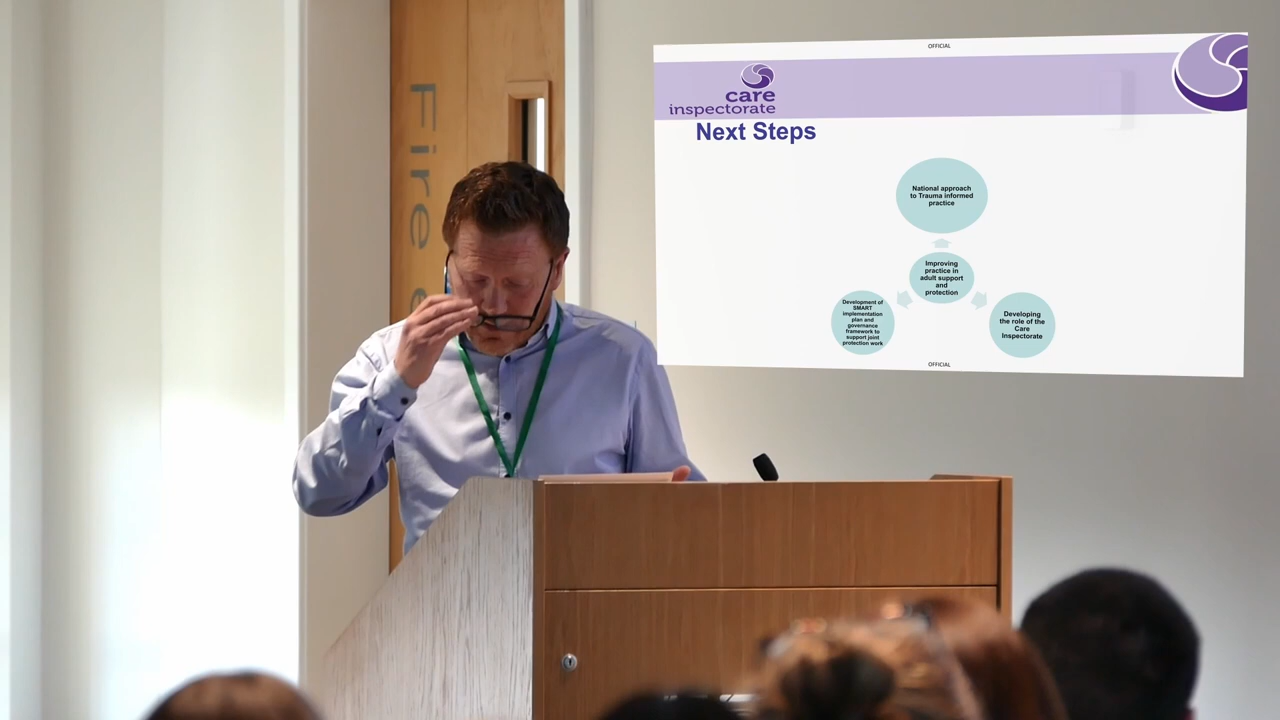 OFFICIAL
care
inspectorate
Next Steps
National approach
to Trauma informed
practice
Improving
practice in
adult support
and
protection
Development of
SMART
implementation
plan and
governance
framework to
support joint
protection work
Developing
the role of the
Care
Inspectorate
OFFICIAL
Fire